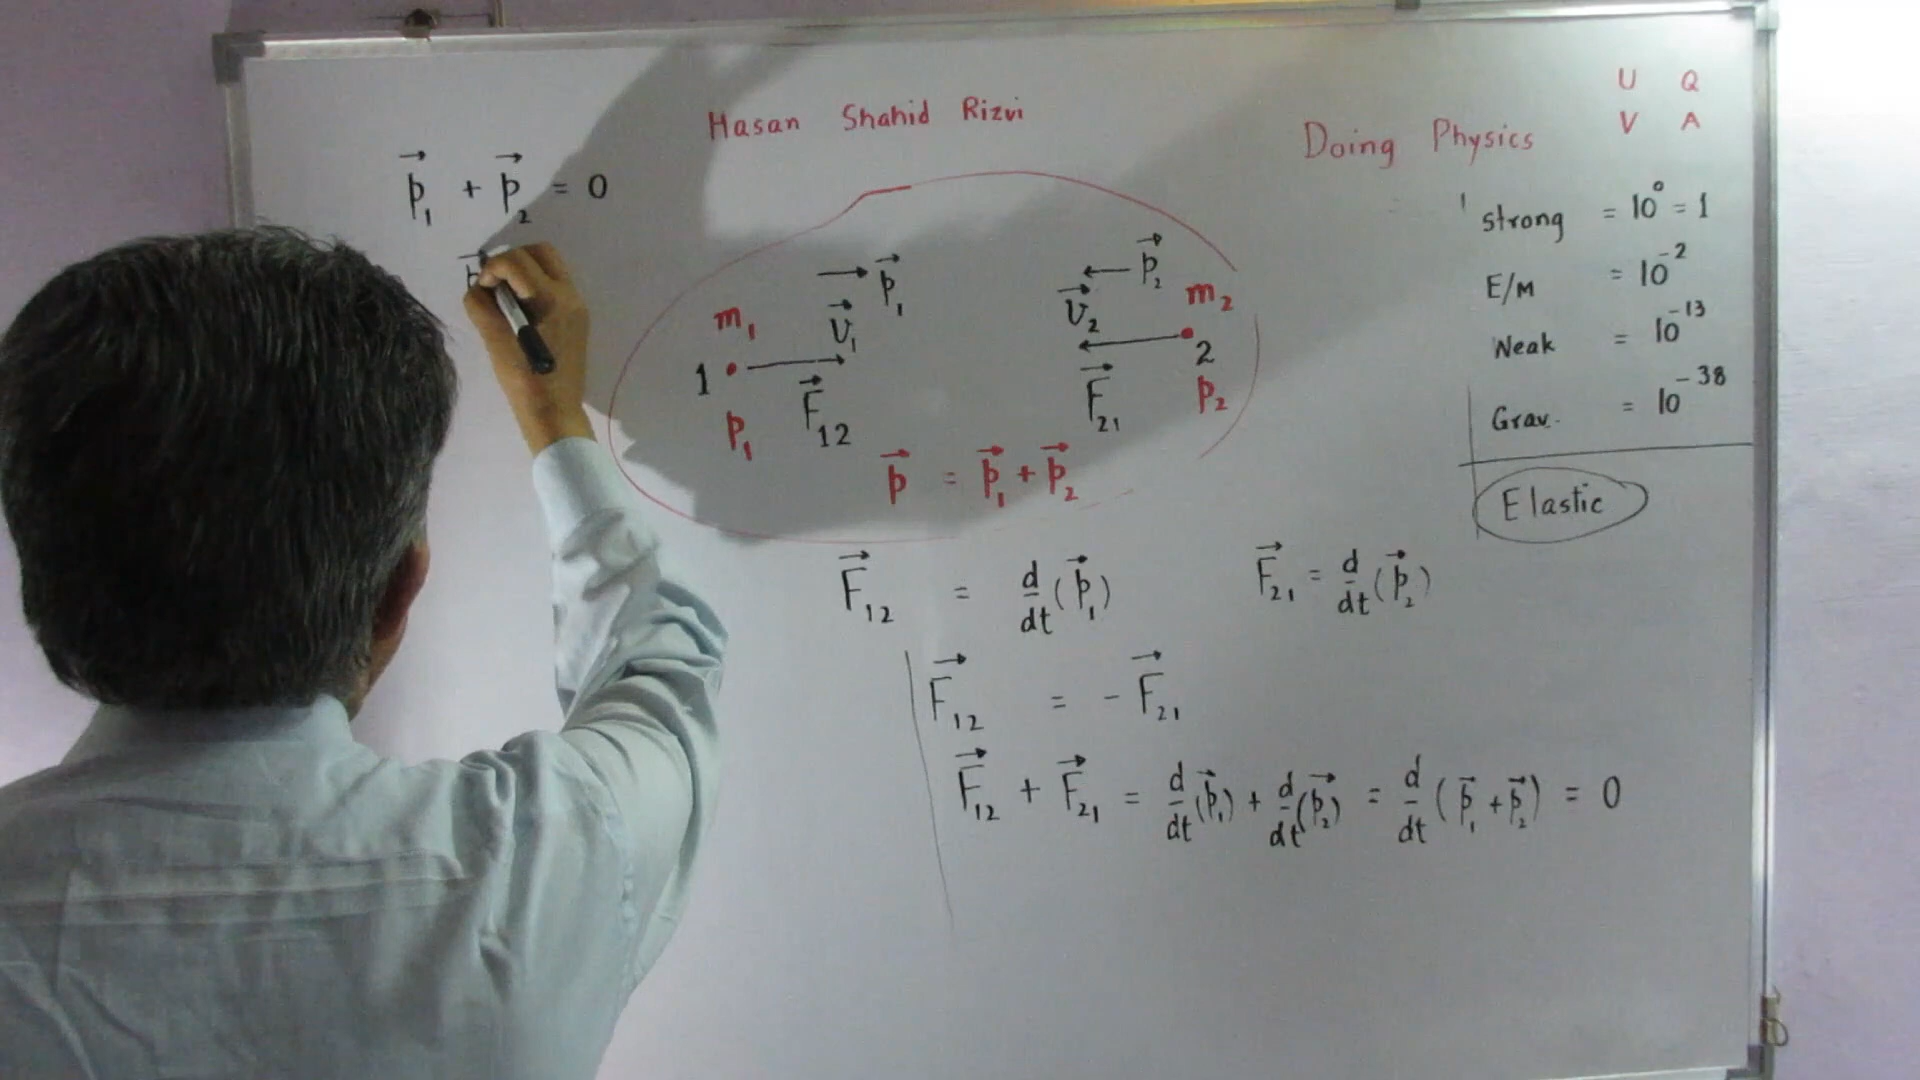 Hasan Shahid Rizvi
Doing Physics
U Q
V A
p⃗₁ + p⃗₂ = 0
strong = 10⁰ = 1
E/M = 10⁻²
Neak = 10⁻¹³
Grav. = 10⁻³⁸
Elastic
p⃗₁
v⃗₁
m₁
1
F⃗₁₂
p₁
p⃗₂
v⃗₂
m₂
2
F⃗₂₁
p₂
p⃗ = p⃗₁ + p⃗₂
F⃗₁₂ = d/dt (p⃗₁)
F⃗₂₁ = d/dt (p⃗₂)
F⃗₁₂ = - F⃗₂₁
F⃗₁₂ + F⃗₂₁ = d/dt (p⃗₁) + d/dt (p⃗₂) = d/dt (p⃗₁ + p⃗₂) = 0